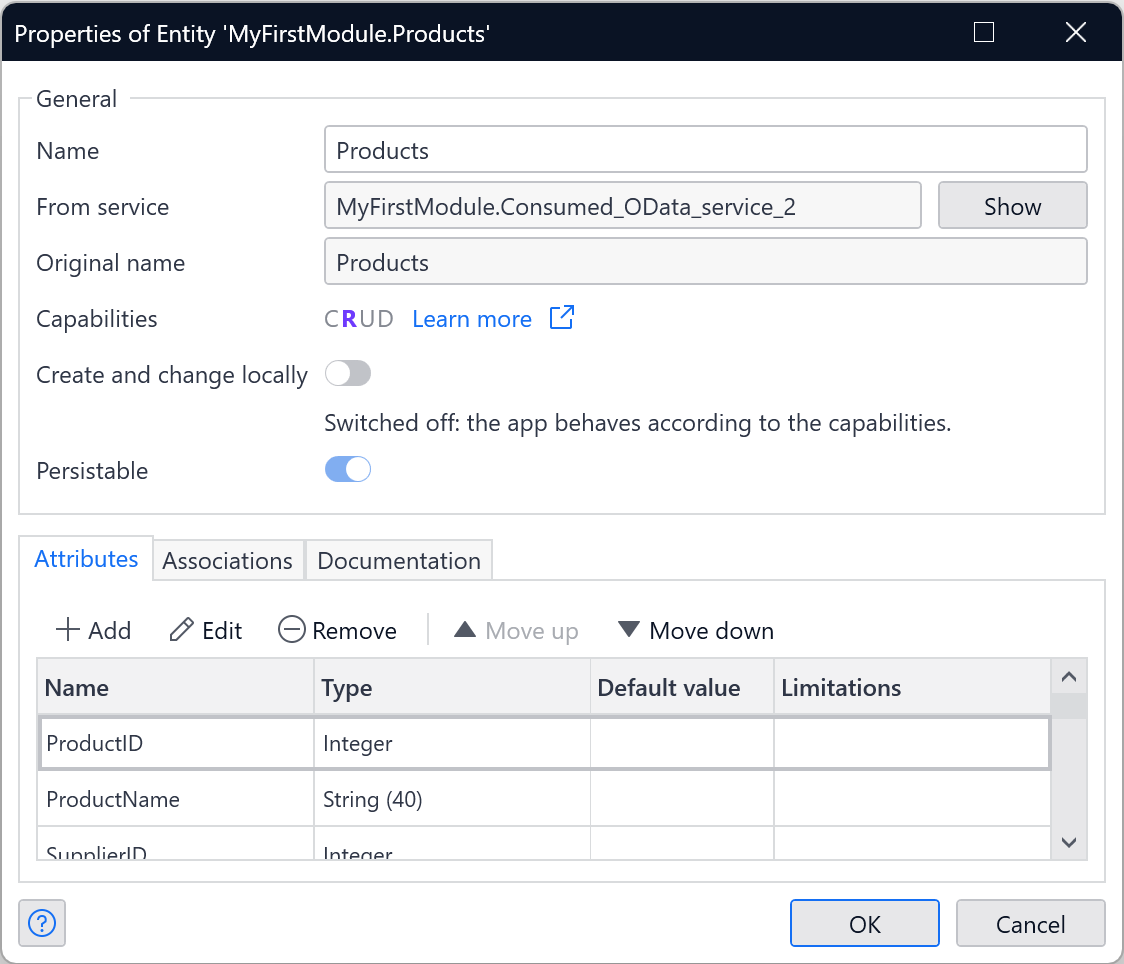 Properties of Entity 'MyFirstModule.Products'
General
Name Products
From service MyFirstModule.Consumed_OData_service_2 Show
Original name Products
Capabilities CRUD Learn more
Create and change locally
Switched off: the app behaves according to the capabilities.
Persistable
Attributes Associations Documentation
Add Edit Remove Move up Move down
Name Type Default value Limitations
ProductID Integer
ProductName String (40)
SupplierID Integer
? OK Cancel